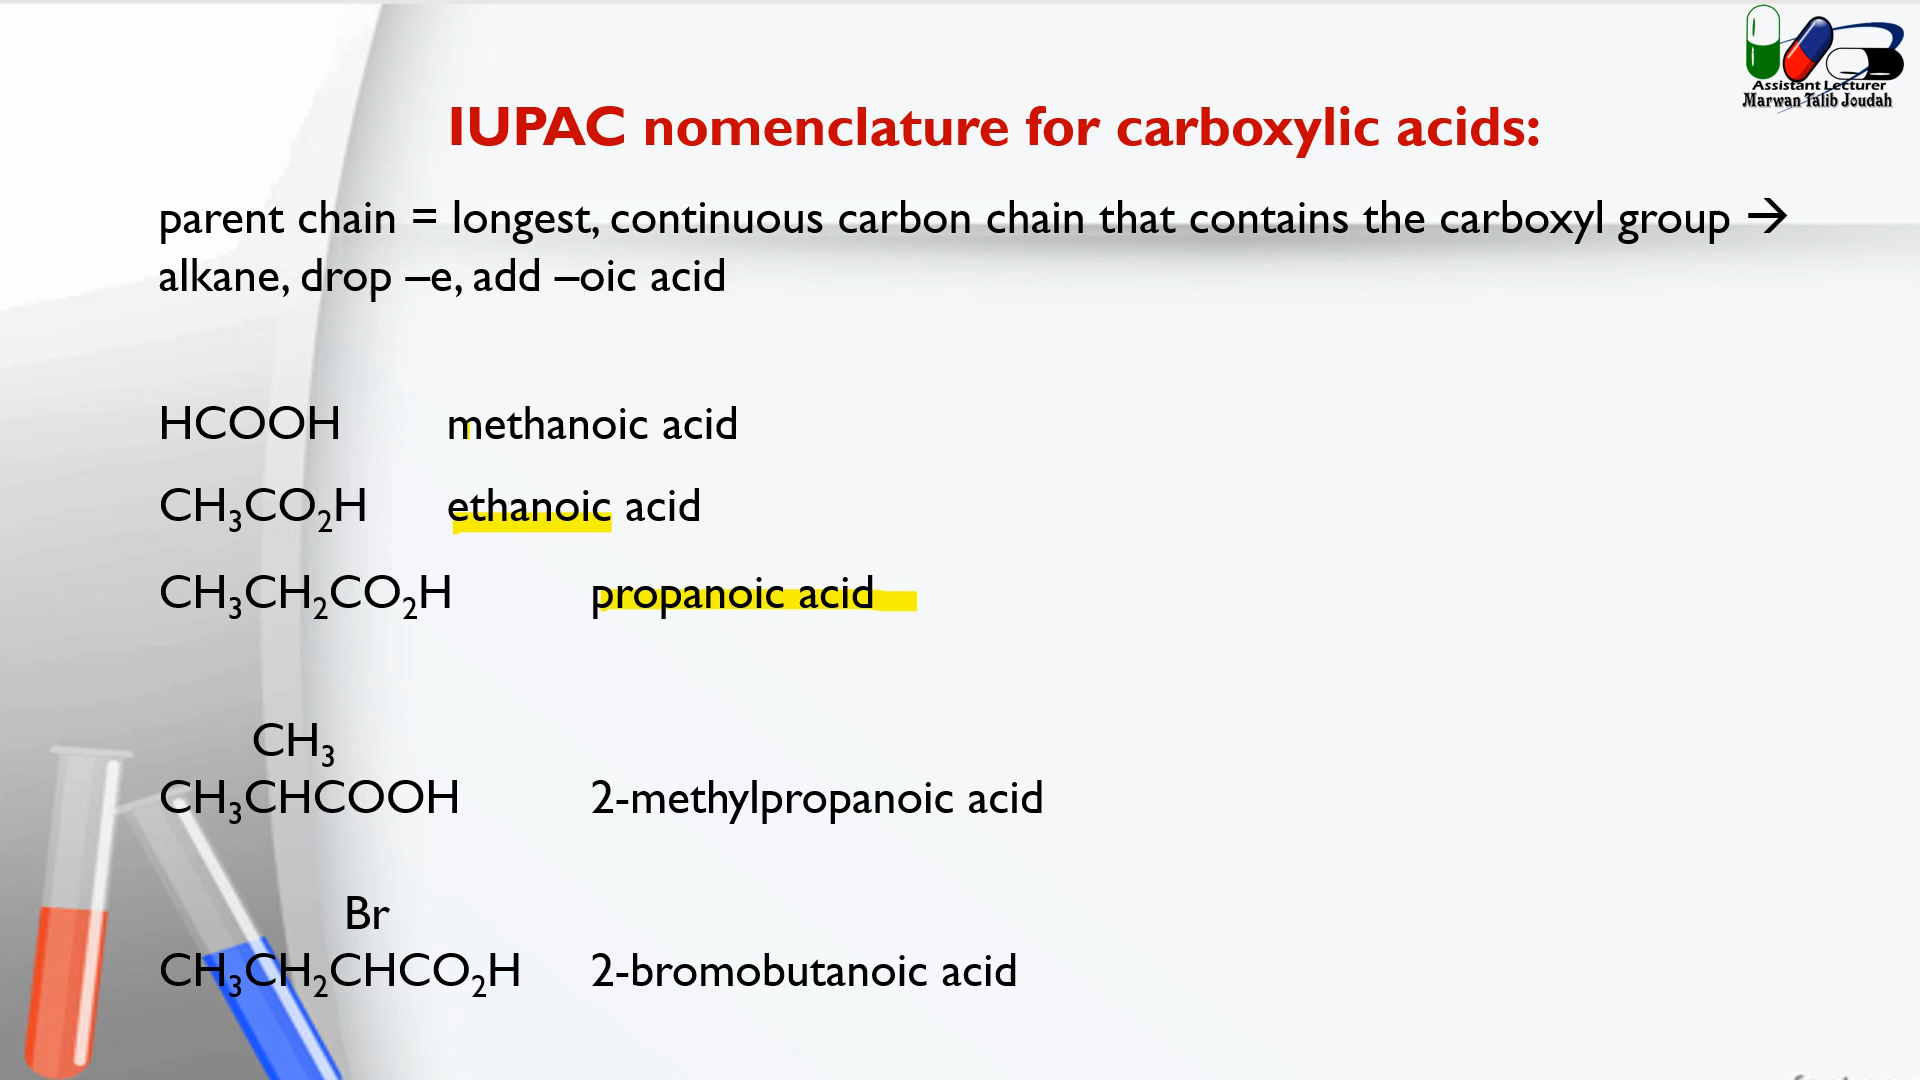 Assistant Lecturer
Marwan Talib Joudah
IUPAC nomenclature for carboxylic acids:
parent chain = longest, continuous carbon chain that contains the carboxyl group →
alkane, drop –e, add –oic acid
HCOOH methanoic acid
CH₃CO₂H ethanoic acid
CH₃CH₂CO₂H propanoic acid
CH₃
CH₃CHCOOH 2-methylpropanoic acid
Br
CH₃CH₂CHCO₂H 2-bromobutanoic acid